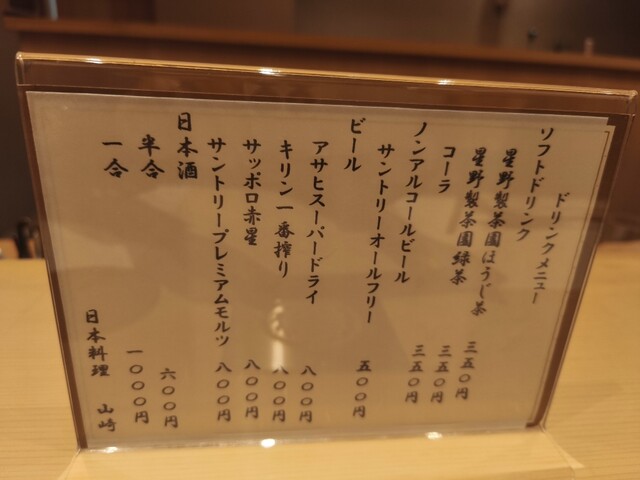 ドリンクメニュー
ソフトドリンク
星野製茶園ほうじ茶 三五〇円
星野製茶園緑茶 三五〇円
コーラ 三五〇円
ノンアルコールビール
サントリーオールフリー 五〇〇円
ビール
アサヒスーパードライ 八〇〇円
キリン一番搾り 八〇〇円
サッポロ赤星 八〇〇円
サントリープレミアムモルツ 八〇〇円
日本酒
半合 六〇〇円
一合 一〇〇〇円
日本料理 山崎